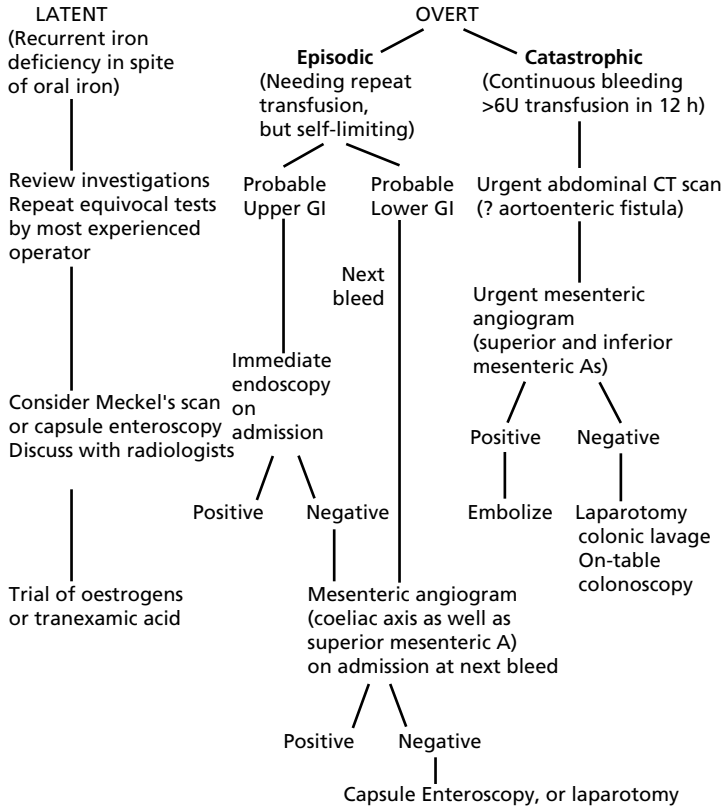 LATENT
(Recurrent iron
deficiency in spite
of oral iron)
Review investigations
Repeat equivocal tests
by most experienced
operator
Consider Meckel's scan
or capsule enteroscopy
Discuss with radiologists
Trial of oestrogens
or tranexamic acid
OVERT
Episodic
(Needing repeat
transfusion,
but self-limiting)
Probable
Upper GI
Immediate
endoscopy
on
admission
Positive
Negative
Probable
Lower GI
Next
bleed
Mesenteric angiogram
(coeliac axis as well as
superior mesenteric A)
on admission at next bleed
Positive
Negative
Capsule Enteroscopy, or laparotomy
Catastrophic
(Continuous bleeding
>6U transfusion in 12 h)
Urgent abdominal CT scan
(? aortoenteric fistula)
Urgent mesenteric
angiogram
(superior and inferior
mesenteric As)
Positive
Embolize
Negative
Laparotomy
colonic lavage
On-table
colonoscopy